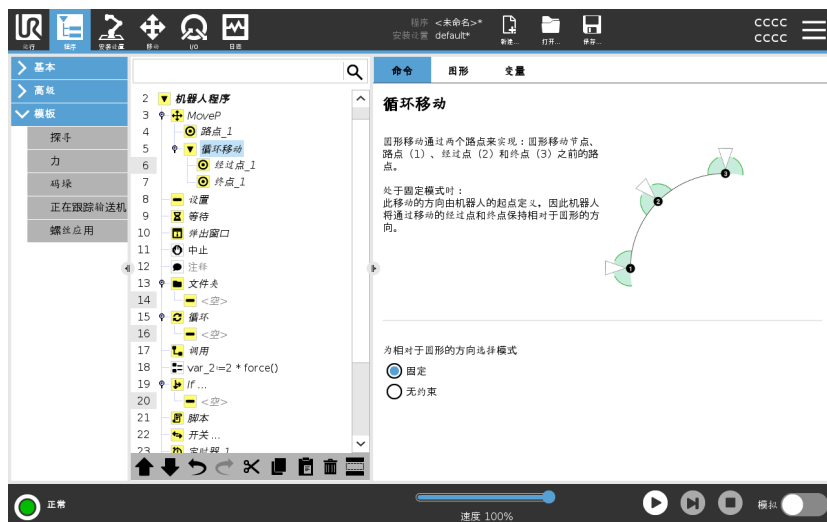 UR
运行
程序
安装设置
移动
I/O
日志
程序 <未命名>*
安装设置 default*
新建...
打开...
保存...
cccc
cccc
基本
高级
模板
探寻
力
码垛
正在跟踪输送机
螺丝应用
2 机器人程序
3 MoveP
4 路点_1
5 循环移动
6 经过点_1
7 终点_1
8 设置
9 等待
10 弹出窗口
11 中止
12 注释
13 文件夹
14 <空>
15 循环
16 <空>
17 调用
18 var_2≔2 * force()
19 If ...
20 <空>
21 脚本
22 开关 ...
23 定时器_1
命令 图形 变量
循环移动
圆形移动通过两个路点来实现：圆形移动节点、
路点（1）、经过点（2）和终点（3）之前的路
点。
处于固定模式时：
此移动的方向由机器人的起点定义，因此机器人
将通过移动的经过点和终点保持相对于圆形的方
向。
1
2
3
为相对于圆形的方向选择模式
固定
无约束
正常
速度 100%
模拟